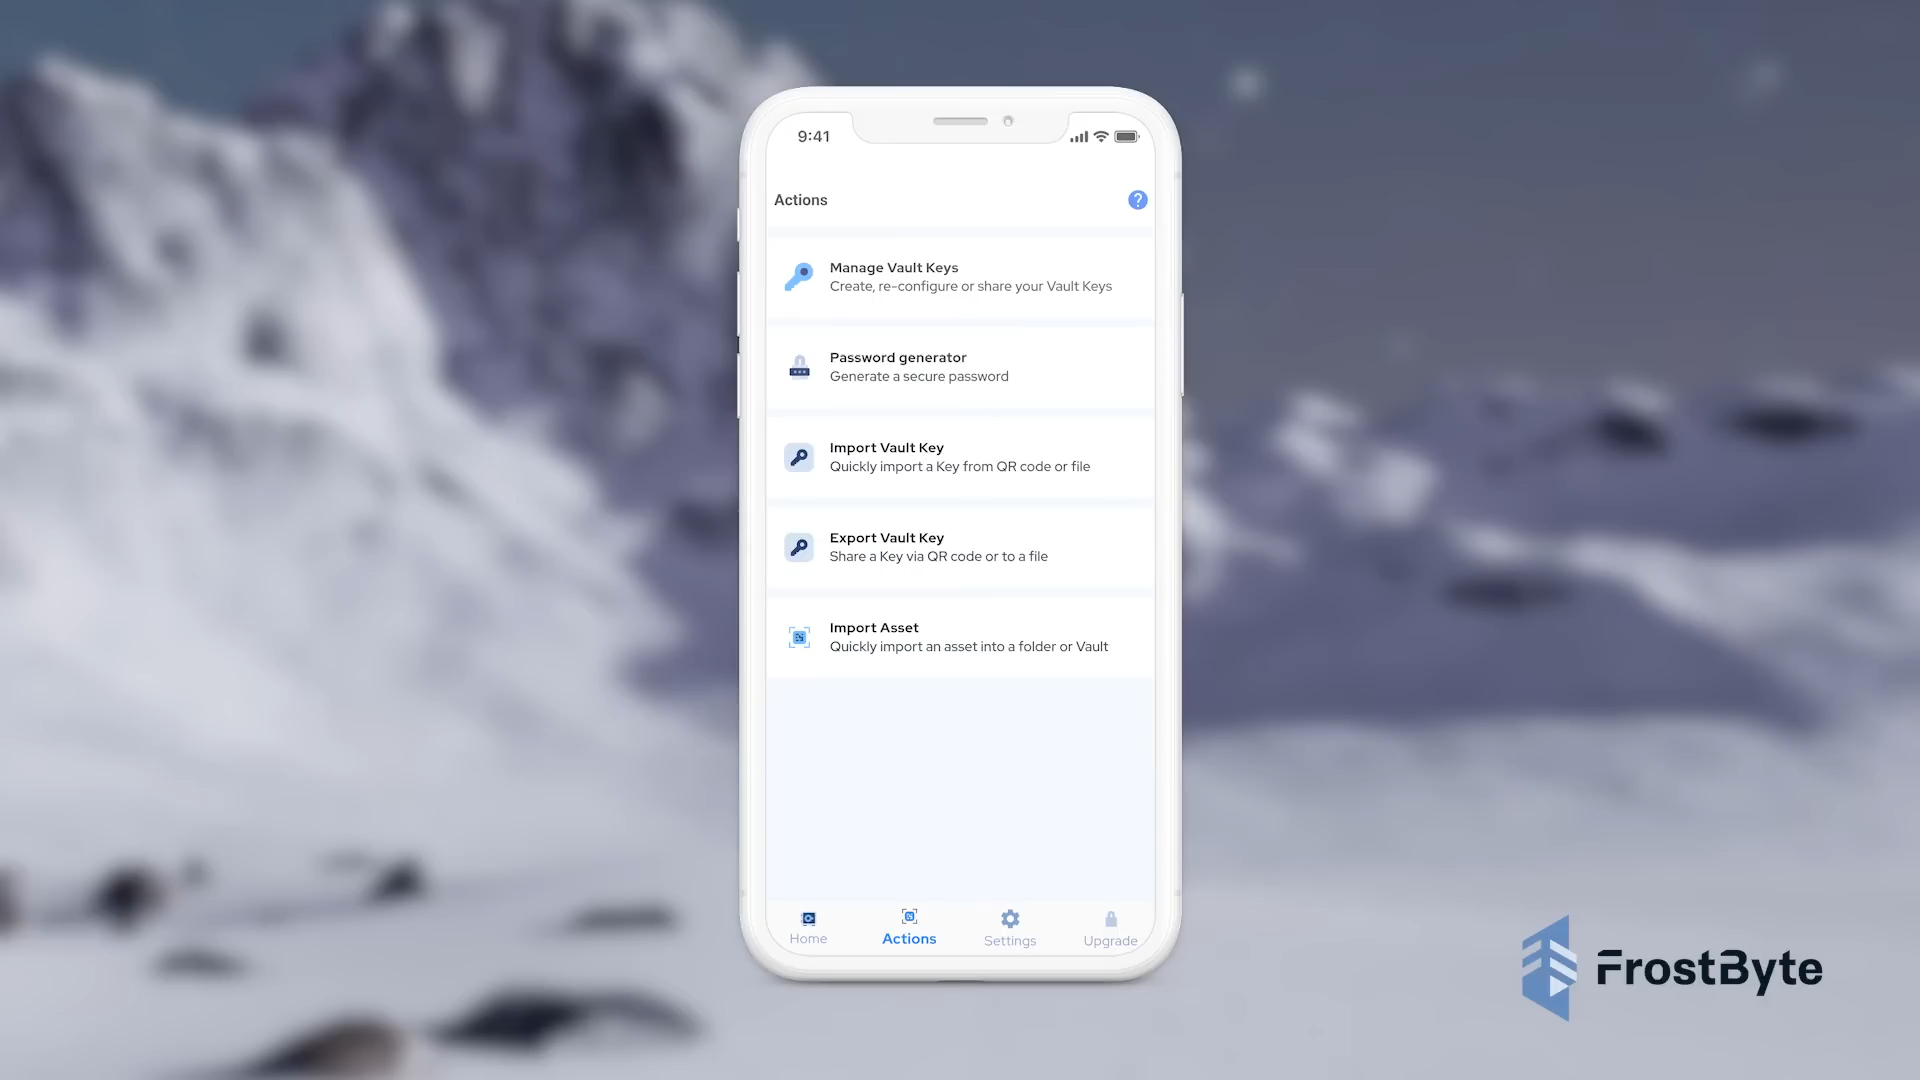 9:41
Actions
Manage Vault Keys
Create, re-configure or share your Vault Keys
Password generator
Generate a secure password
Import Vault Key
Quickly import a Key from QR code or file
Export Vault Key
Share a Key via QR code or to a file
Import Asset
Quickly import an asset into a folder or Vault
Home
Actions
Settings
Upgrade
FrostByte